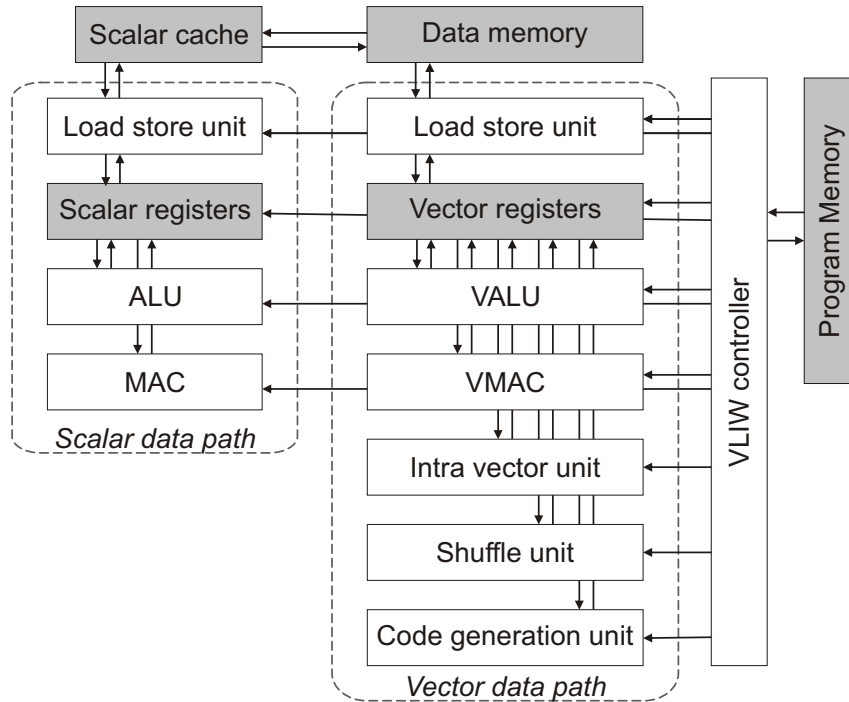 Scalar cache
Data memory
Load store unit
Load store unit
Scalar registers
Vector registers
ALU
VALU
MAC
VMAC
Scalar data path
Intra vector unit
Shuffle unit
Code generation unit
Vector data path
VLIW controller
Program Memory